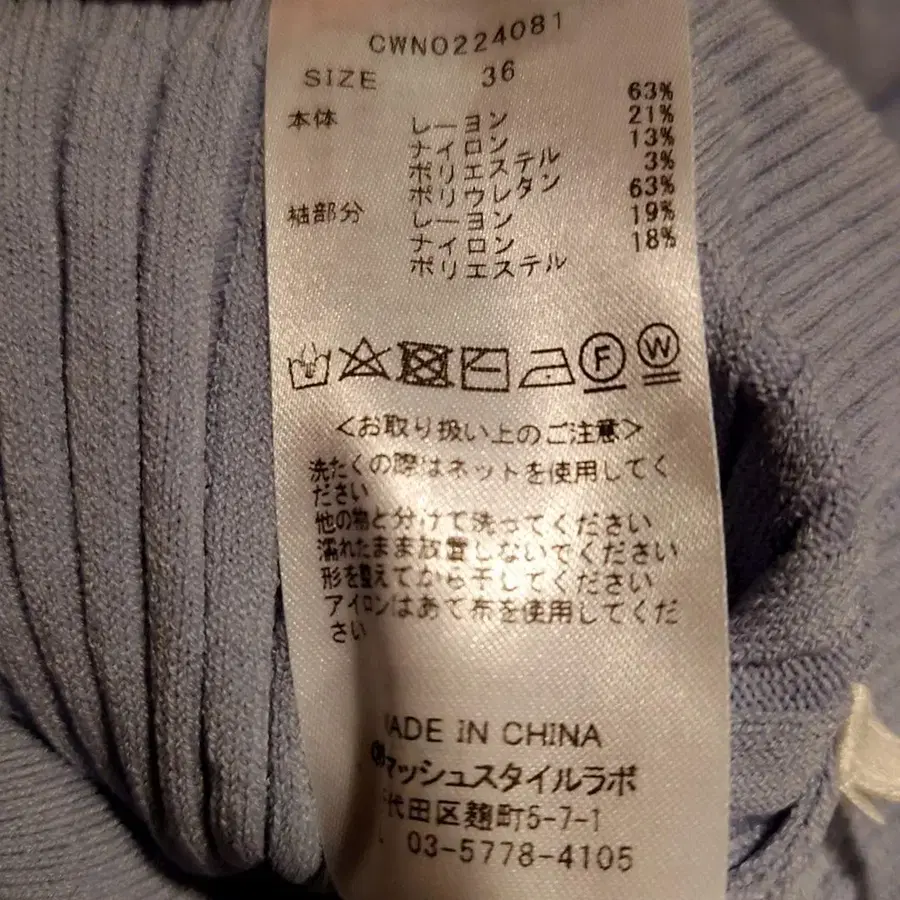 CWNO224081
SIZE 36
本体 レーヨン 63%
ナイロン 21%
ポリエステル 13%
ポリウレタン 3%
袖部分 レーヨン 63%
ナイロン 19%
ポリエステル 18%
F W
<お取り扱い上のご注意>
洗たくの際はネットを使用してく
ださい
他の物と分けて洗ってください
濡れたまま放置しないでください
形を整えてから干してください
アイロンはあて布を使用してくだ
さい
ADE IN CHINA
マッシュスタイルラボ
代田区麹町5-7-1
03-5778-4105